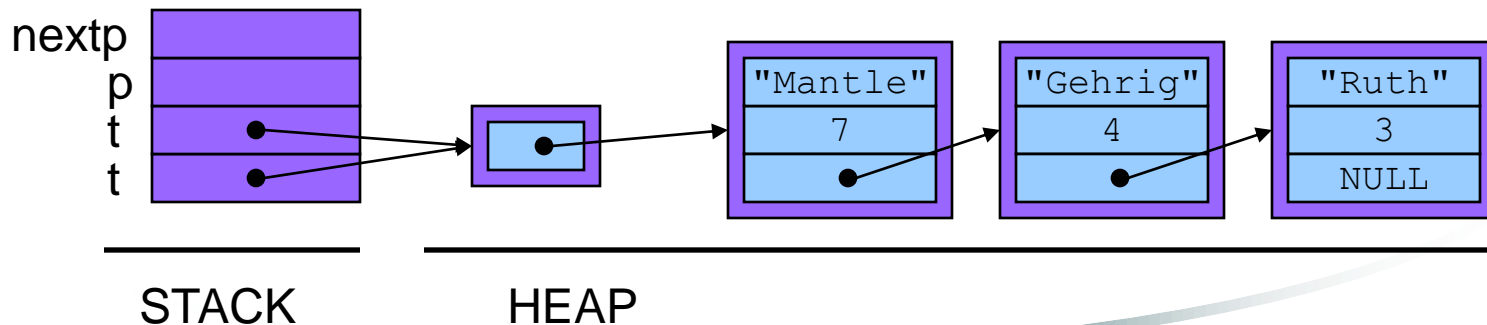 nextp
p
t
t
"Mantle"
7
"Gehrig"
4
"Ruth"
3
NULL
STACK
HEAP